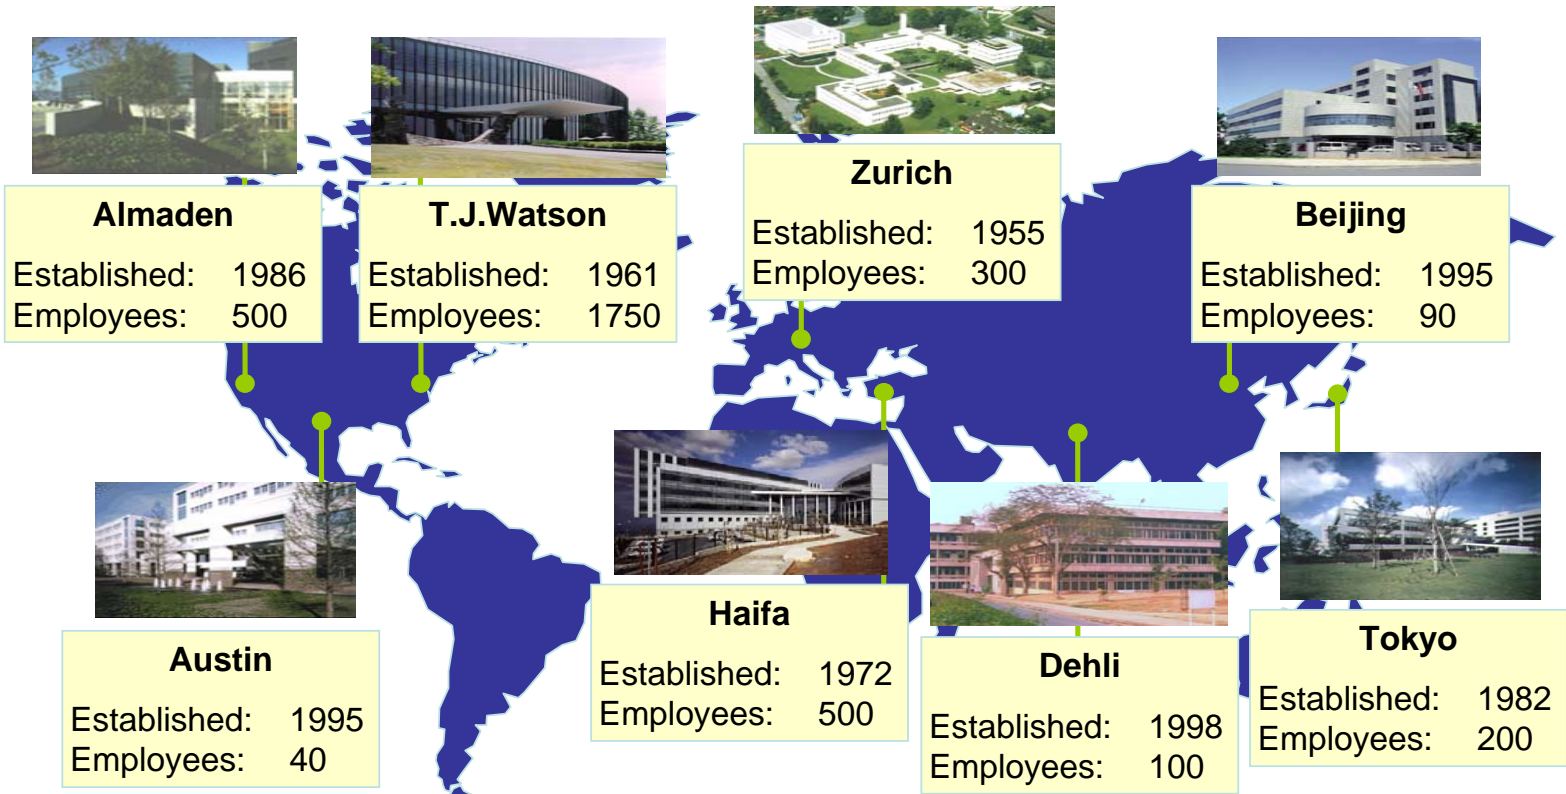 Almaden
Established: 1986
Employees: 500
T.J.Watson
Established: 1961
Employees: 1750
Zurich
Established: 1955
Employees: 300
Beijing
Established: 1995
Employees: 90
Austin
Established: 1995
Employees: 40
Haifa
Established: 1972
Employees: 500
Dehli
Established: 1998
Employees: 100
Tokyo
Established: 1982
Employees: 200